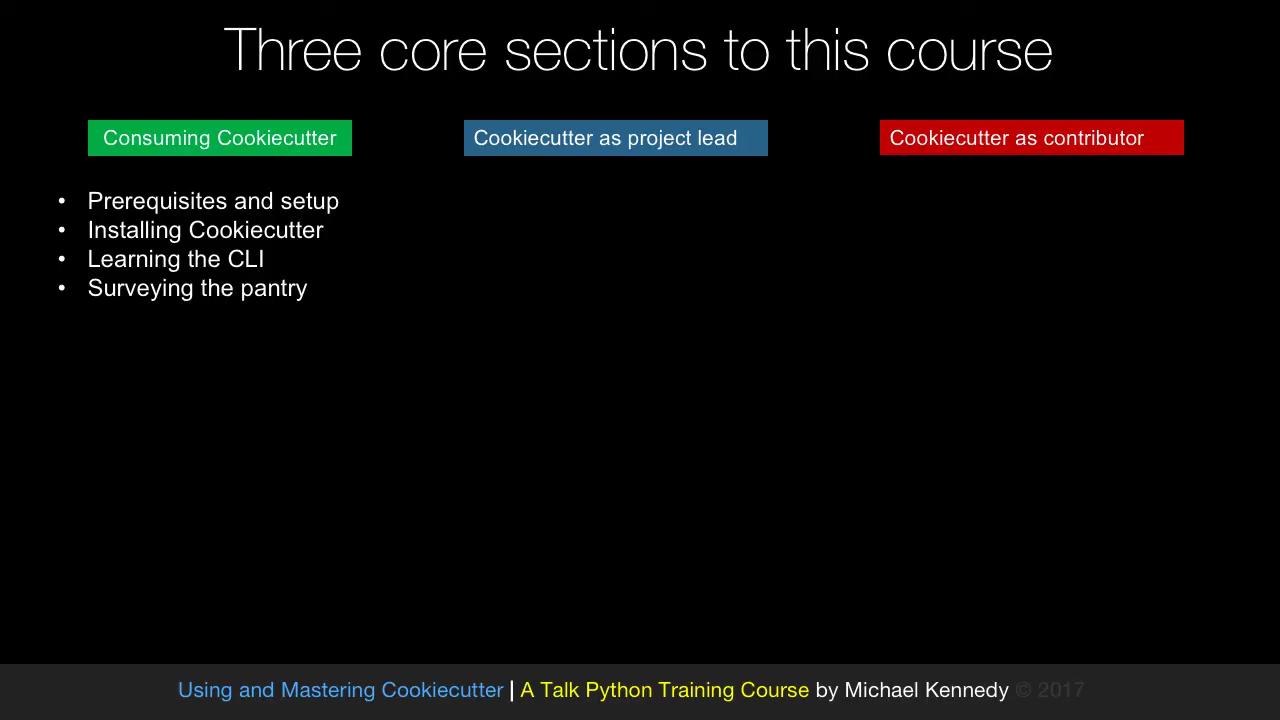 Three core sections to this course
Consuming Cookiecutter
Cookiecutter as project lead
Cookiecutter as contributor
• Prerequisites and setup
• Installing Cookiecutter
• Learning the CLI
• Surveying the pantry
Using and Mastering Cookiecutter | A Talk Python Training Course by Michael Kennedy © 2017